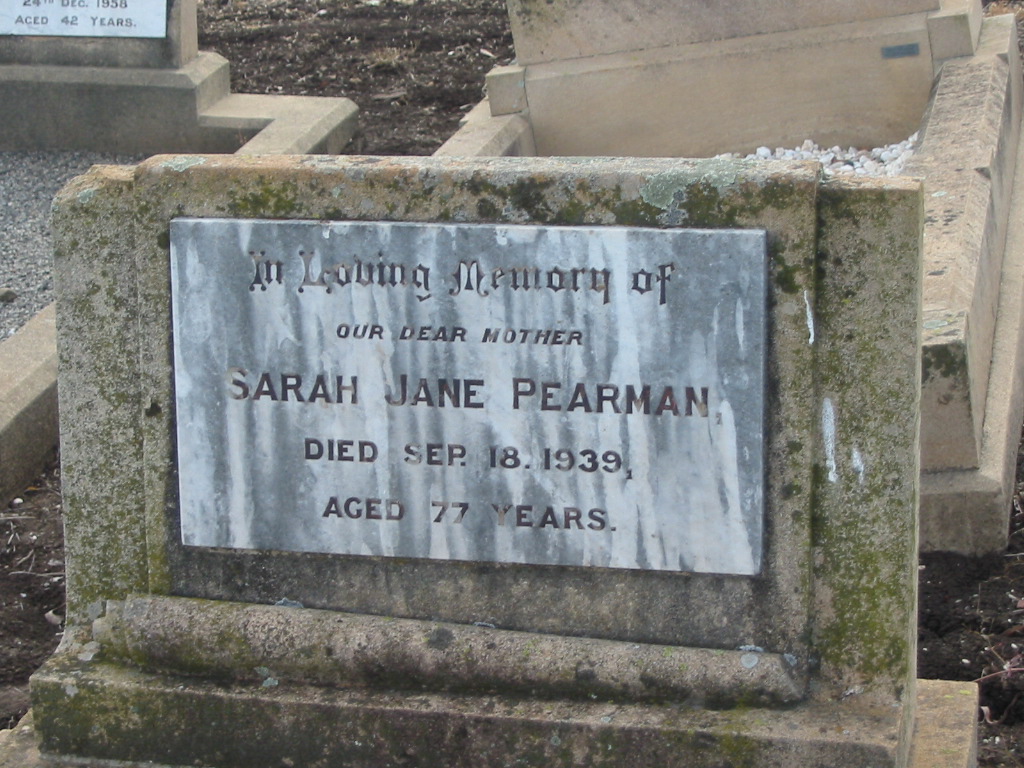 24TH DEC. 1958
AGED 42 YEARS.
In Loving Memory of
OUR DEAR MOTHER
SARAH JANE PEARMAN,
DIED SEP. 18. 1939,
AGED 77 YEARS.